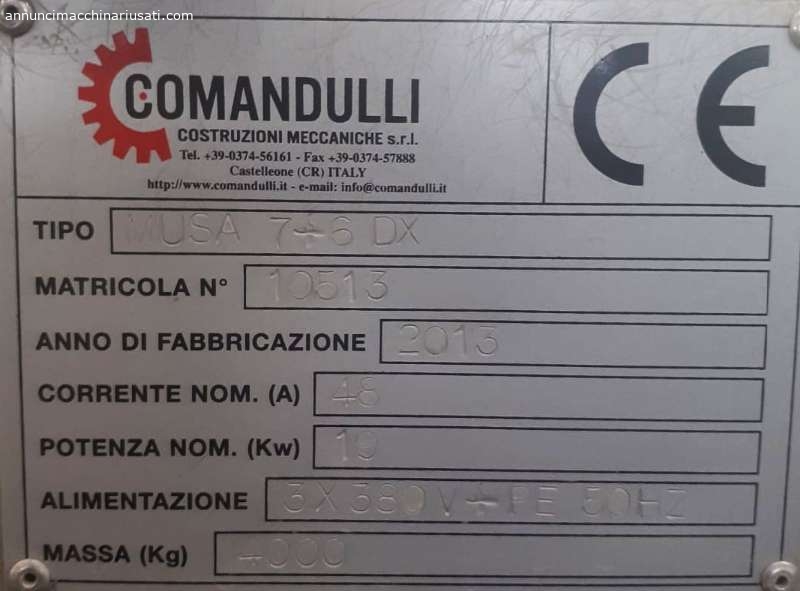 annuncimacchinariusati.com
COMANDULLI
COSTRUZIONI MECCANICHE s.r.l.
Tel. +39-0374-56161 - Fax +39-0374-57888
Castelleone (CR) ITALY
http://www.comandulli.it - e-mail: info@comandulli.it
CE
TIPO MUSA 7+6 DX
MATRICOLA N° 10513
ANNO DI FABBRICAZIONE 2013
CORRENTE NOM. (A) 48
POTENZA NOM. (Kw) 19
ALIMENTAZIONE 3X380V+PE 50HZ
MASSA (Kg) 4000